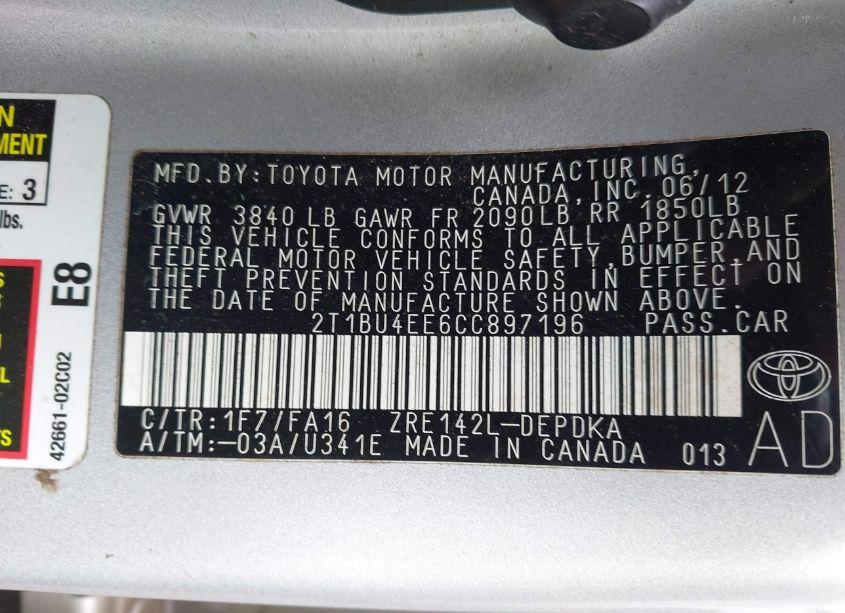 N
MENT
E: 3
lbs.
S
L
TS
E8
42661-02C02
MFD.BY:TOYOTA MOTOR MANUFACTURING,
CANADA,INC.06/12
GVWR 3840LB GAWR FR 2090LB RR 1850LB
THIS VEHICLE CONFORMS TO ALL APPLICABLE
FEDERAL MOTOR VEHICLE SAFETY,BUMPER,AND
THEFT PREVENTION STANDARDS IN EFFECT ON
THE DATE OF MANUFACTURE SHOWN ABOVE.
2T1BU4EE6CC897196 PASS.CAR
C/TR:1F7/FA16 ZRE142L-DEPDKA
A/TM:-03A/U341E MADE IN CANADA 013
AD